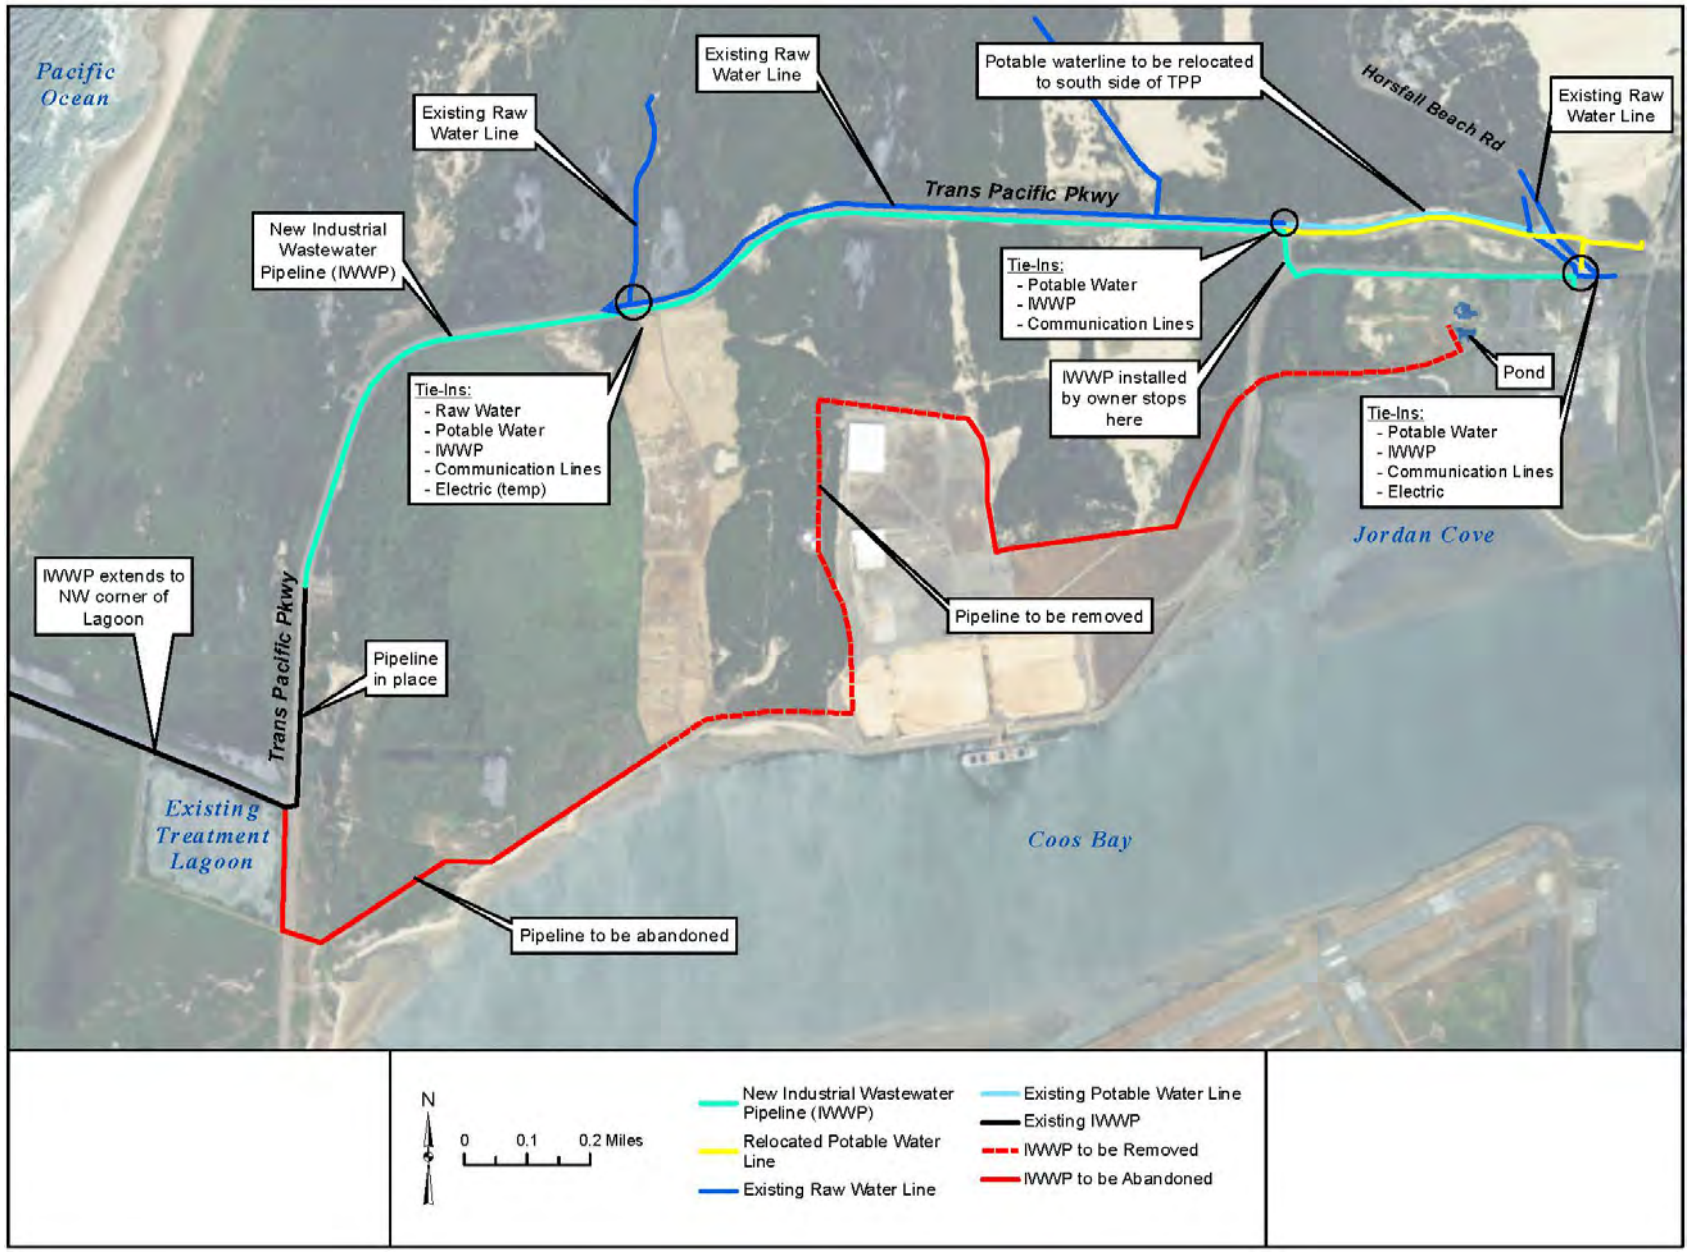 Pacific
Ocean
Existing Raw
Water Line
Existing Raw
Water Line
Potable waterline to be relocated
to south side of TPP
Horsfall Beach Rd
Existing Raw
Water Line
Trans Pacific Pkwy
New Industrial
Wastewater
Pipeline (IWWP)
Tie-Ins:
- Potable Water
- IWWP
- Communication Lines
IWWP installed
by owner stops
here
Pond
Tie-Ins:
- Raw Water
- Potable Water
- IWWP
- Communication Lines
- Electric (temp)
Tie-Ins:
- Potable Water
- IWWP
- Communication Lines
- Electric
Jordan Cove
IWWP extends to
NW corner of
Lagoon
Trans Pacific Pkwy
Pipeline
in place
Pipeline to be removed
Existing
Treatment
Lagoon
Coos Bay
Pipeline to be abandoned
N
0 0.1 0.2 Miles
New Industrial Wastewater
Pipeline (IWWP)
Relocated Potable Water
Line
Existing Raw Water Line
Existing Potable Water Line
Existing IWWP
IWWP to be Removed
IWWP to be Abandoned